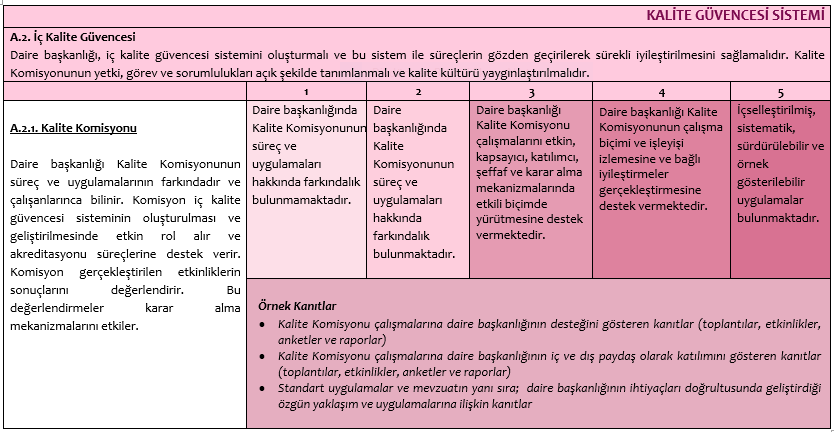 KALİTE GÜVENCESİ SİSTEMİ
A.2. İç Kalite Güvencesi
Daire başkanlığı, iç kalite güvencesi sistemini oluşturmalı ve bu sistem ile süreçlerin gözden geçirilerek sürekli iyileştirilmesini sağlamalıdır. Kalite
Komisyonunun yetki, görev ve sorumlulukları açık şekilde tanımlanmalı ve kalite kültürü yaygınlaştırılmalıdır.
1 2 3 4 5
A.2.1. Kalite Komisyonu
Daire başkanlığı Kalite Komisyonunun
süreç ve uygulamalarının farkındadır ve
çalışanlarınca bilinir. Komisyon iç kalite
güvencesi sisteminin oluşturulması ve
geliştirilmesinde etkin rol alır ve
akreditasyonu süreçlerine destek verir.
Komisyon gerçekleştirilen etkinliklerin
sonuçlarını değerlendirir. Bu
değerlendirmeler karar alma
mekanizmalarını etkiler.
Daire başkanlığında
Kalite Komisyonunun
süreç ve
uygulamaları
hakkında farkındalık
bulunmamaktadır.
Daire
başkanlığında
Kalite
Komisyonunun
süreç ve
uygulamaları
hakkında
farkındalık
bulunmaktadır.
Daire başkanlığı
Kalite Komisyonu
çalışmalarını etkin,
kapsayıcı, katılımcı,
şeffaf ve karar alma
mekanizmalarında
etkili biçimde
yürütmesine destek
vermektedir.
Daire başkanlığı Kalite
Komisyonunun çalışma
biçimi ve işleyişi
izlemesine ve bağlı
iyileştirmeler
gerçekleştirmesine
destek vermektedir.
İçselleştirilmiş,
sistematik,
sürdürülebilir ve
örnek
gösterilebilir
uygulamalar
bulunmaktadır.
Örnek Kanıtlar
• Kalite Komisyonu çalışmalarına daire başkanlığının desteğini gösteren kanıtlar (toplantılar, etkinlikler,
anketler ve raporlar)
• Kalite Komisyonu çalışmalarına daire başkanlığının iç ve dış paydaş olarak katılımını gösteren kanıtlar
(toplantılar, etkinlikler, anketler ve raporlar)
• Standart uygulamalar ve mevzuatın yanı sıra; daire başkanlığının ihtiyaçları doğrultusunda geliştirdiği
özgün yaklaşım ve uygulamalarına ilişkin kanıtlar